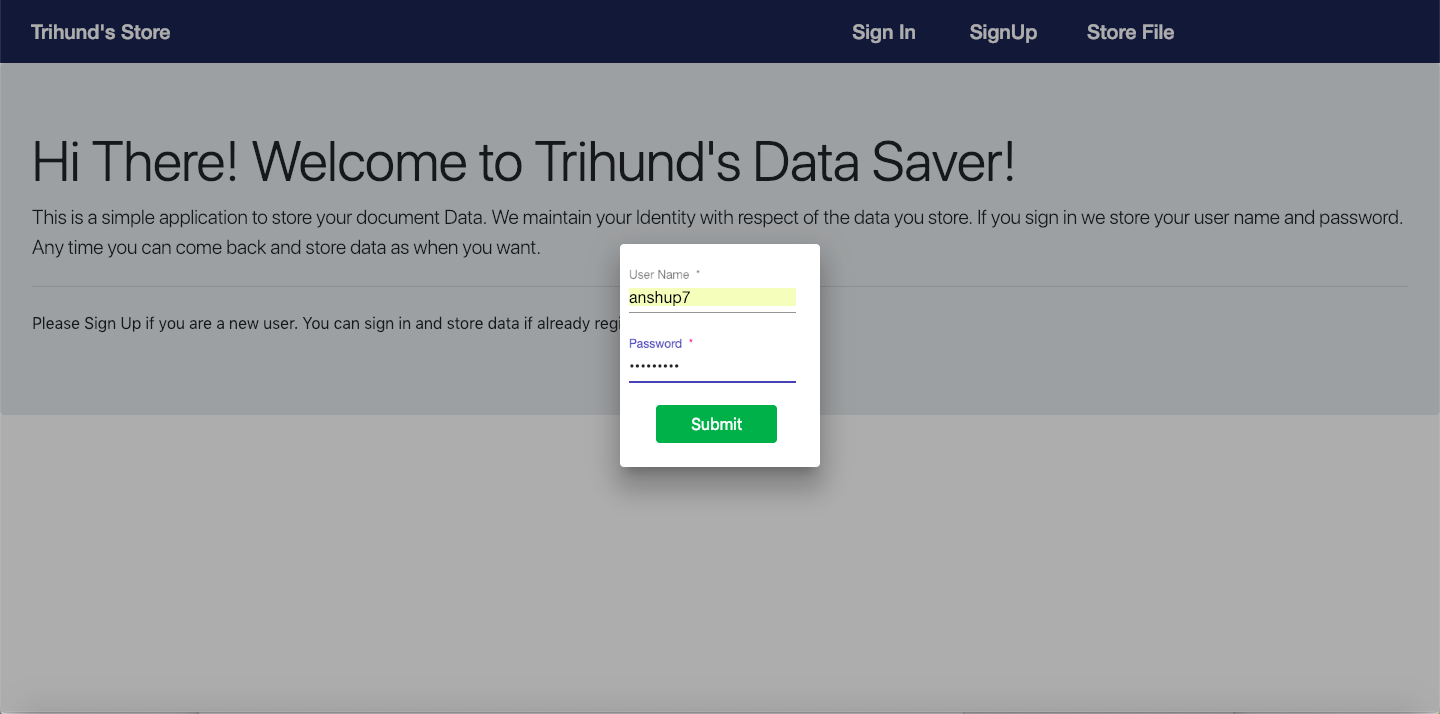 Trihund's Store Sign In SignUp Store File
Hi There! Welcome to Trihund's Data Saver!
This is a simple application to store your document Data. We maintain your Identity with respect of the data you store. If you sign in we store your user name and password.
Any time you can come back and store data as when you want.
Please Sign Up if you are a new user. You can sign in and store data if already regi
User Name *
anshup7
Password *
•••••••••
Submit